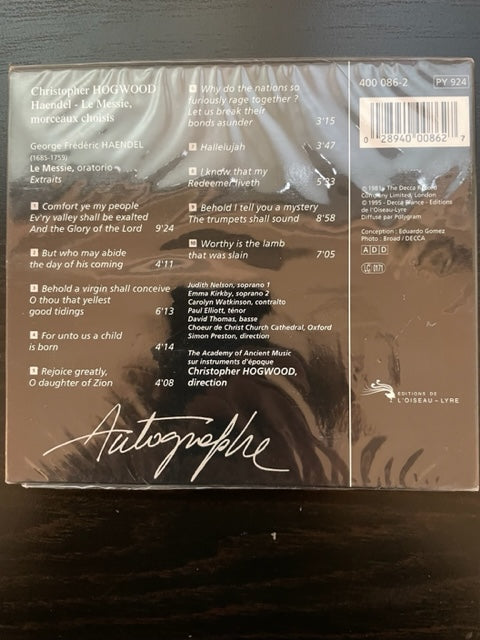 Christopher HOGWOOD
Haendel - Le Messie,
morceaux choisis
George Frédéric HAENDEL
(1685-1759)
Le Messie, oratorio
Extraits
1 Comfort ye my people
Ev'ry valley shall be exalted
And the Glory of the Lord 9'24
2 But who may abide
the day of his coming 4'11
3 Behold a virgin shall conceive
O thou that yellest
good tidings 6'13
4 For unto us a child
is born 4'14
5 Rejoice greatly,
O daughter of Zion 4'08
6 Why do the nations so
furiously rage together ?
Let us break their
bonds asunder 3'15
7 Hallelujah 3'47
8 I know that my
Redeemer liveth 5'33
9 Behold I tell you a mystery
The trumpets shall sound 8'58
10 Worthy is the lamb
that was slain 7'05
Judith Nelson, soprano 1
Emma Kirkby, soprano 2
Carolyn Watkinson, contralto
Paul Elliott, ténor
David Thomas, basse
Choeur de Christ Church Cathedral, Oxford
Simon Preston, direction
The Academy of Ancient Music
sur instruments d'époque
Christopher HOGWOOD,
direction
Autographe
400 086-2 PY 924
0 28940 00862 7
The Decca Record
Company Limited, London
© 1995 - Decca France - Editions
de l'Oiseau-Lyre
Diffusé par Polygram
Conception : Eduardo Gomez
Photo : Broad / DECCA
A D D
LC 0171
EDITIONS DE
L'OISEAU-LYRE